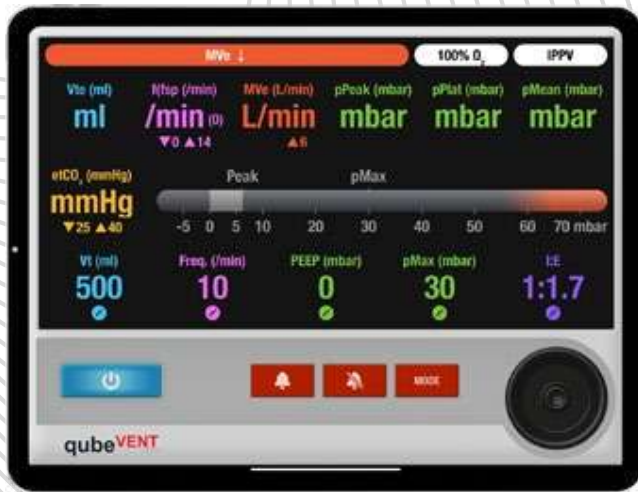 MVe ↓ 100% O₂ IPPV
Vte (ml) f/fsp (/min) MVe (L/min) pPeak (mbar) pPlat (mbar) pMean (mbar)
ml /min (0) L/min mbar mbar mbar
▼0 ▲14 ▲6
etCO₂ (mmHg) Peak pMax
mmHg
▼25 ▲40 -5 0 5 10 20 30 40 50 60 70 mbar
Vt (ml) Freq. (/min) PEEP (mbar) pMax (mbar) I:E
500 10 0 30 1:1.7
MODE
qubeVENT